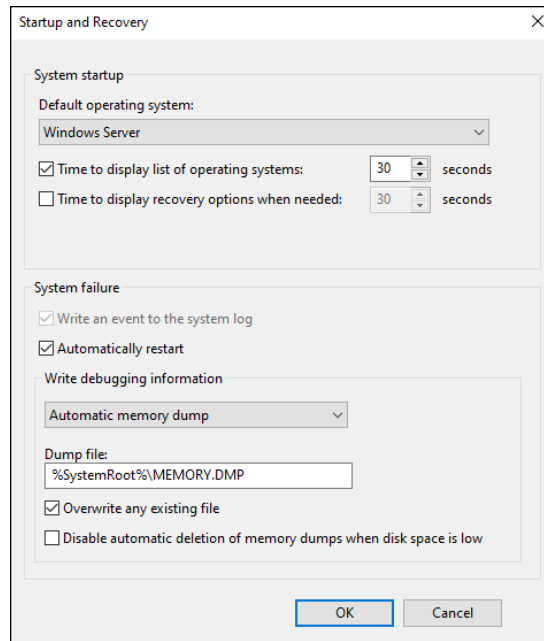 Startup and Recovery
System startup
Default operating system:
Windows Server
Time to display list of operating systems: 30 seconds
Time to display recovery options when needed: 30 seconds
System failure
Write an event to the system log
Automatically restart
Write debugging information
Automatic memory dump
Dump file:
%SystemRoot%\MEMORY.DMP
Overwrite any existing file
Disable automatic deletion of memory dumps when disk space is low
OK Cancel